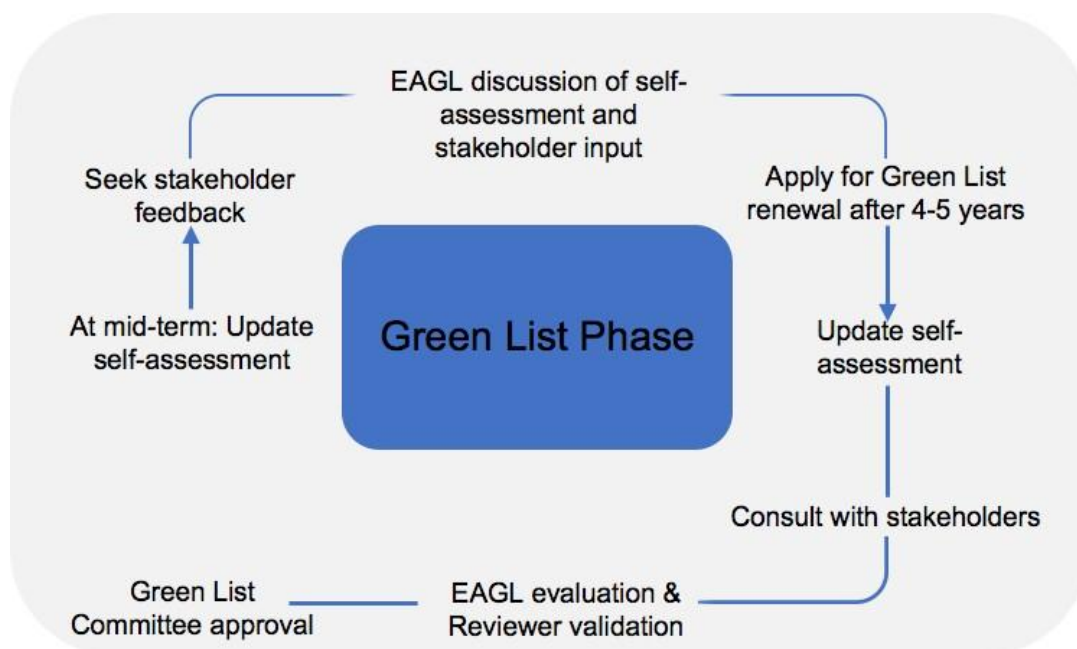 EAGL discussion of self-
assessment and
stakeholder input
Seek stakeholder
feedback
Apply for Green List
renewal after 4-5 years
At mid-term: Update
self-assessment
Green List Phase
Update self-
assessment
Consult with stakeholders
Green List
Committee approval
EAGL evaluation &
Reviewer validation